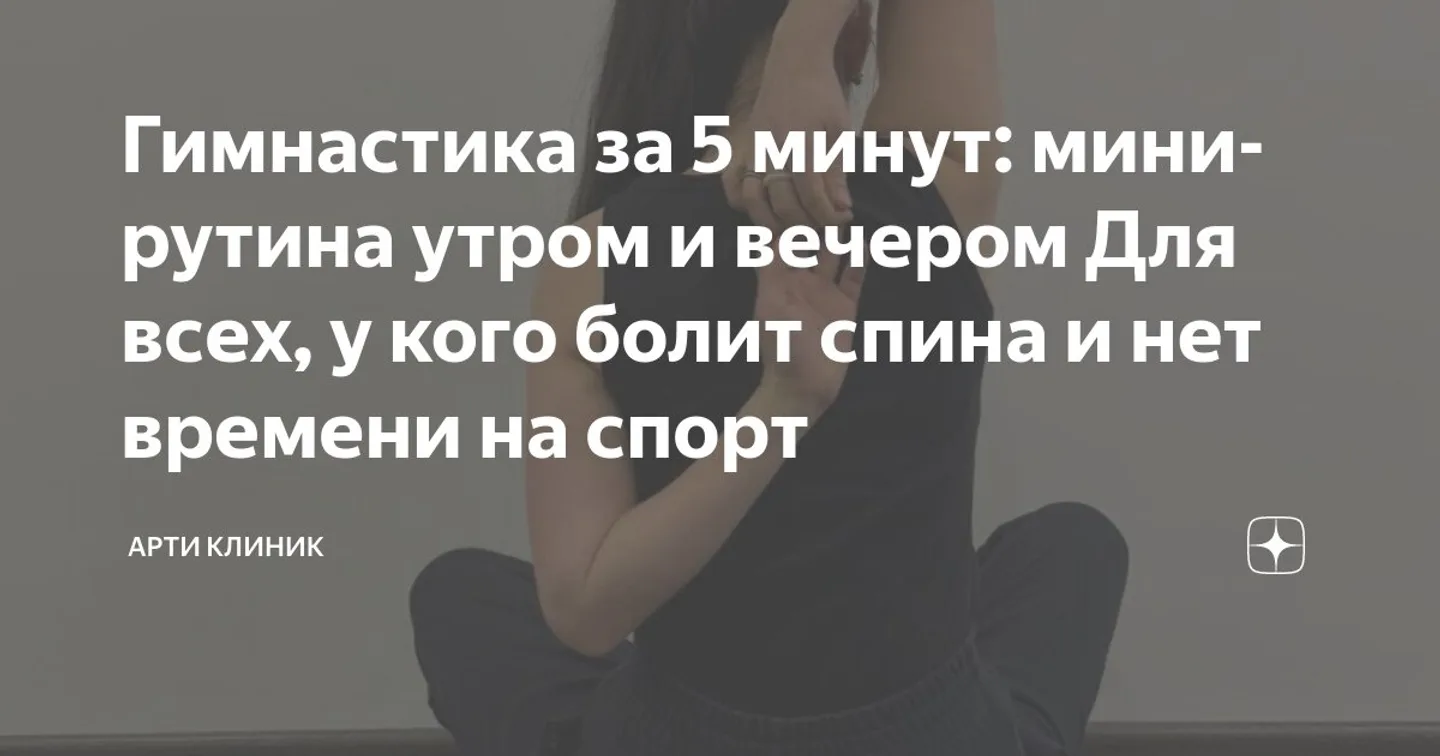 Гимнастика за 5 минут: мини-
рутина утром и вечером Для
всех, у кого болит спина и нет
времени на спорт
АРТИ КЛИНИК